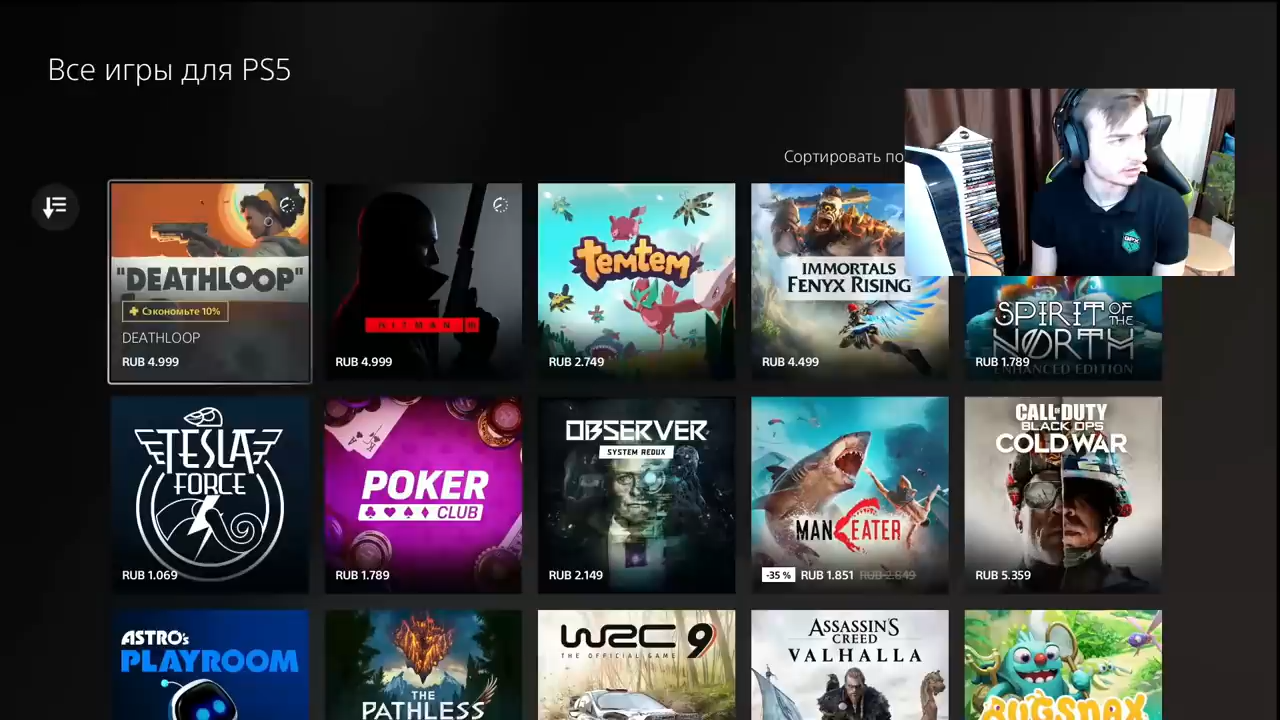 Все игры для PS5
Сортировать по
"DEATHLOOP"
Сэкономьте 10%
DEATHLOOP
RUB 4.999
HITMAN III
RUB 4.999
temtem
RUB 2.749
IMMORTALS
FENYX RISING
RUB 4.499
SPIRIT OF
THE
NORTH
ENHANCED EDITION
RUB 1.789
TESLA
FORCE
RUB 1.069
POKER
CLUB
RUB 1.789
OBSERVER
SYSTEM REDUX
RUB 2.149
MANEATER
-35 % RUB 1.851 RUB 2.849
CALL OF DUTY
BLACK OPS
COLD WAR
RUB 5.359
ASTRO's
PLAYROOM
THE
PATHLESS
WRC 9
THE OFFICIAL GAME
ASSASSIN'S
CREED
VALHALLA
BUGSNAX